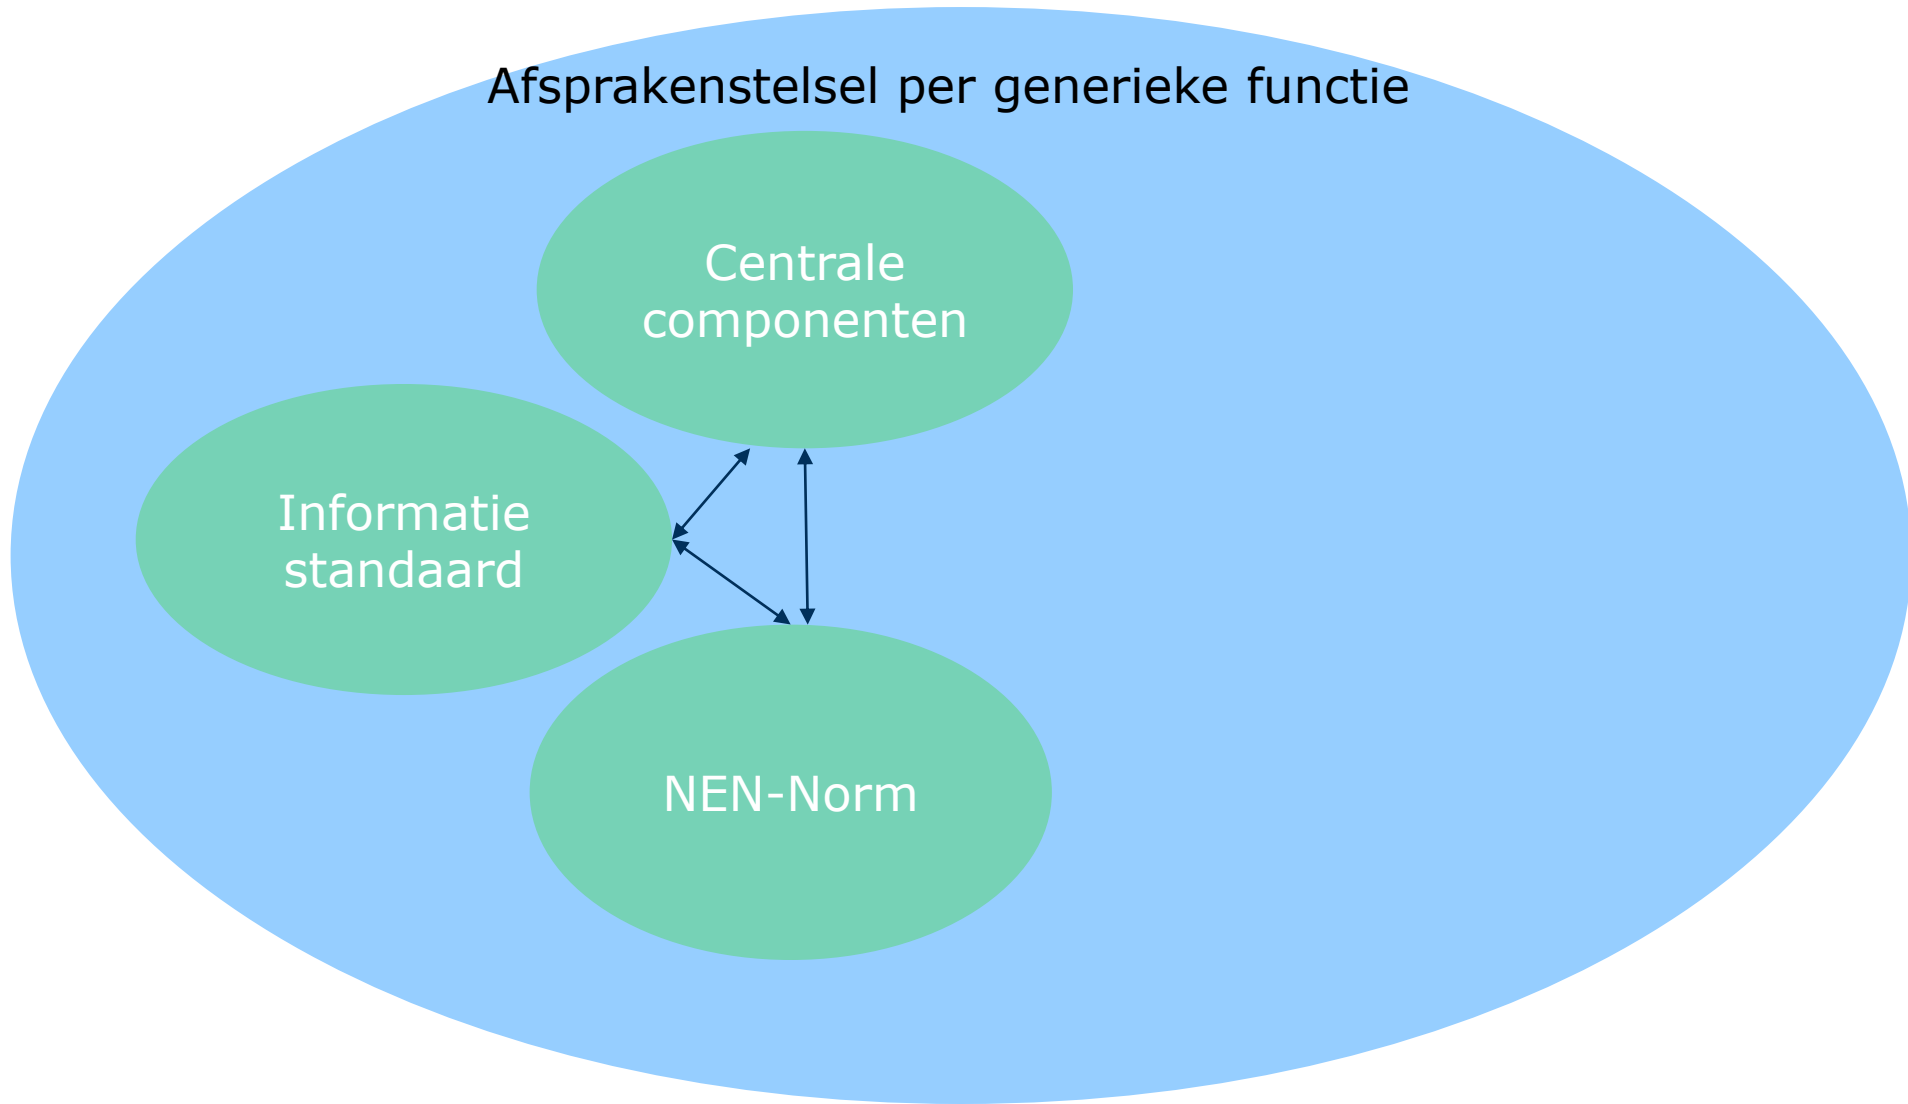 Afsprakenstelsel per generieke functie
Centrale
componenten
Informatie
standaard
NEN-Norm